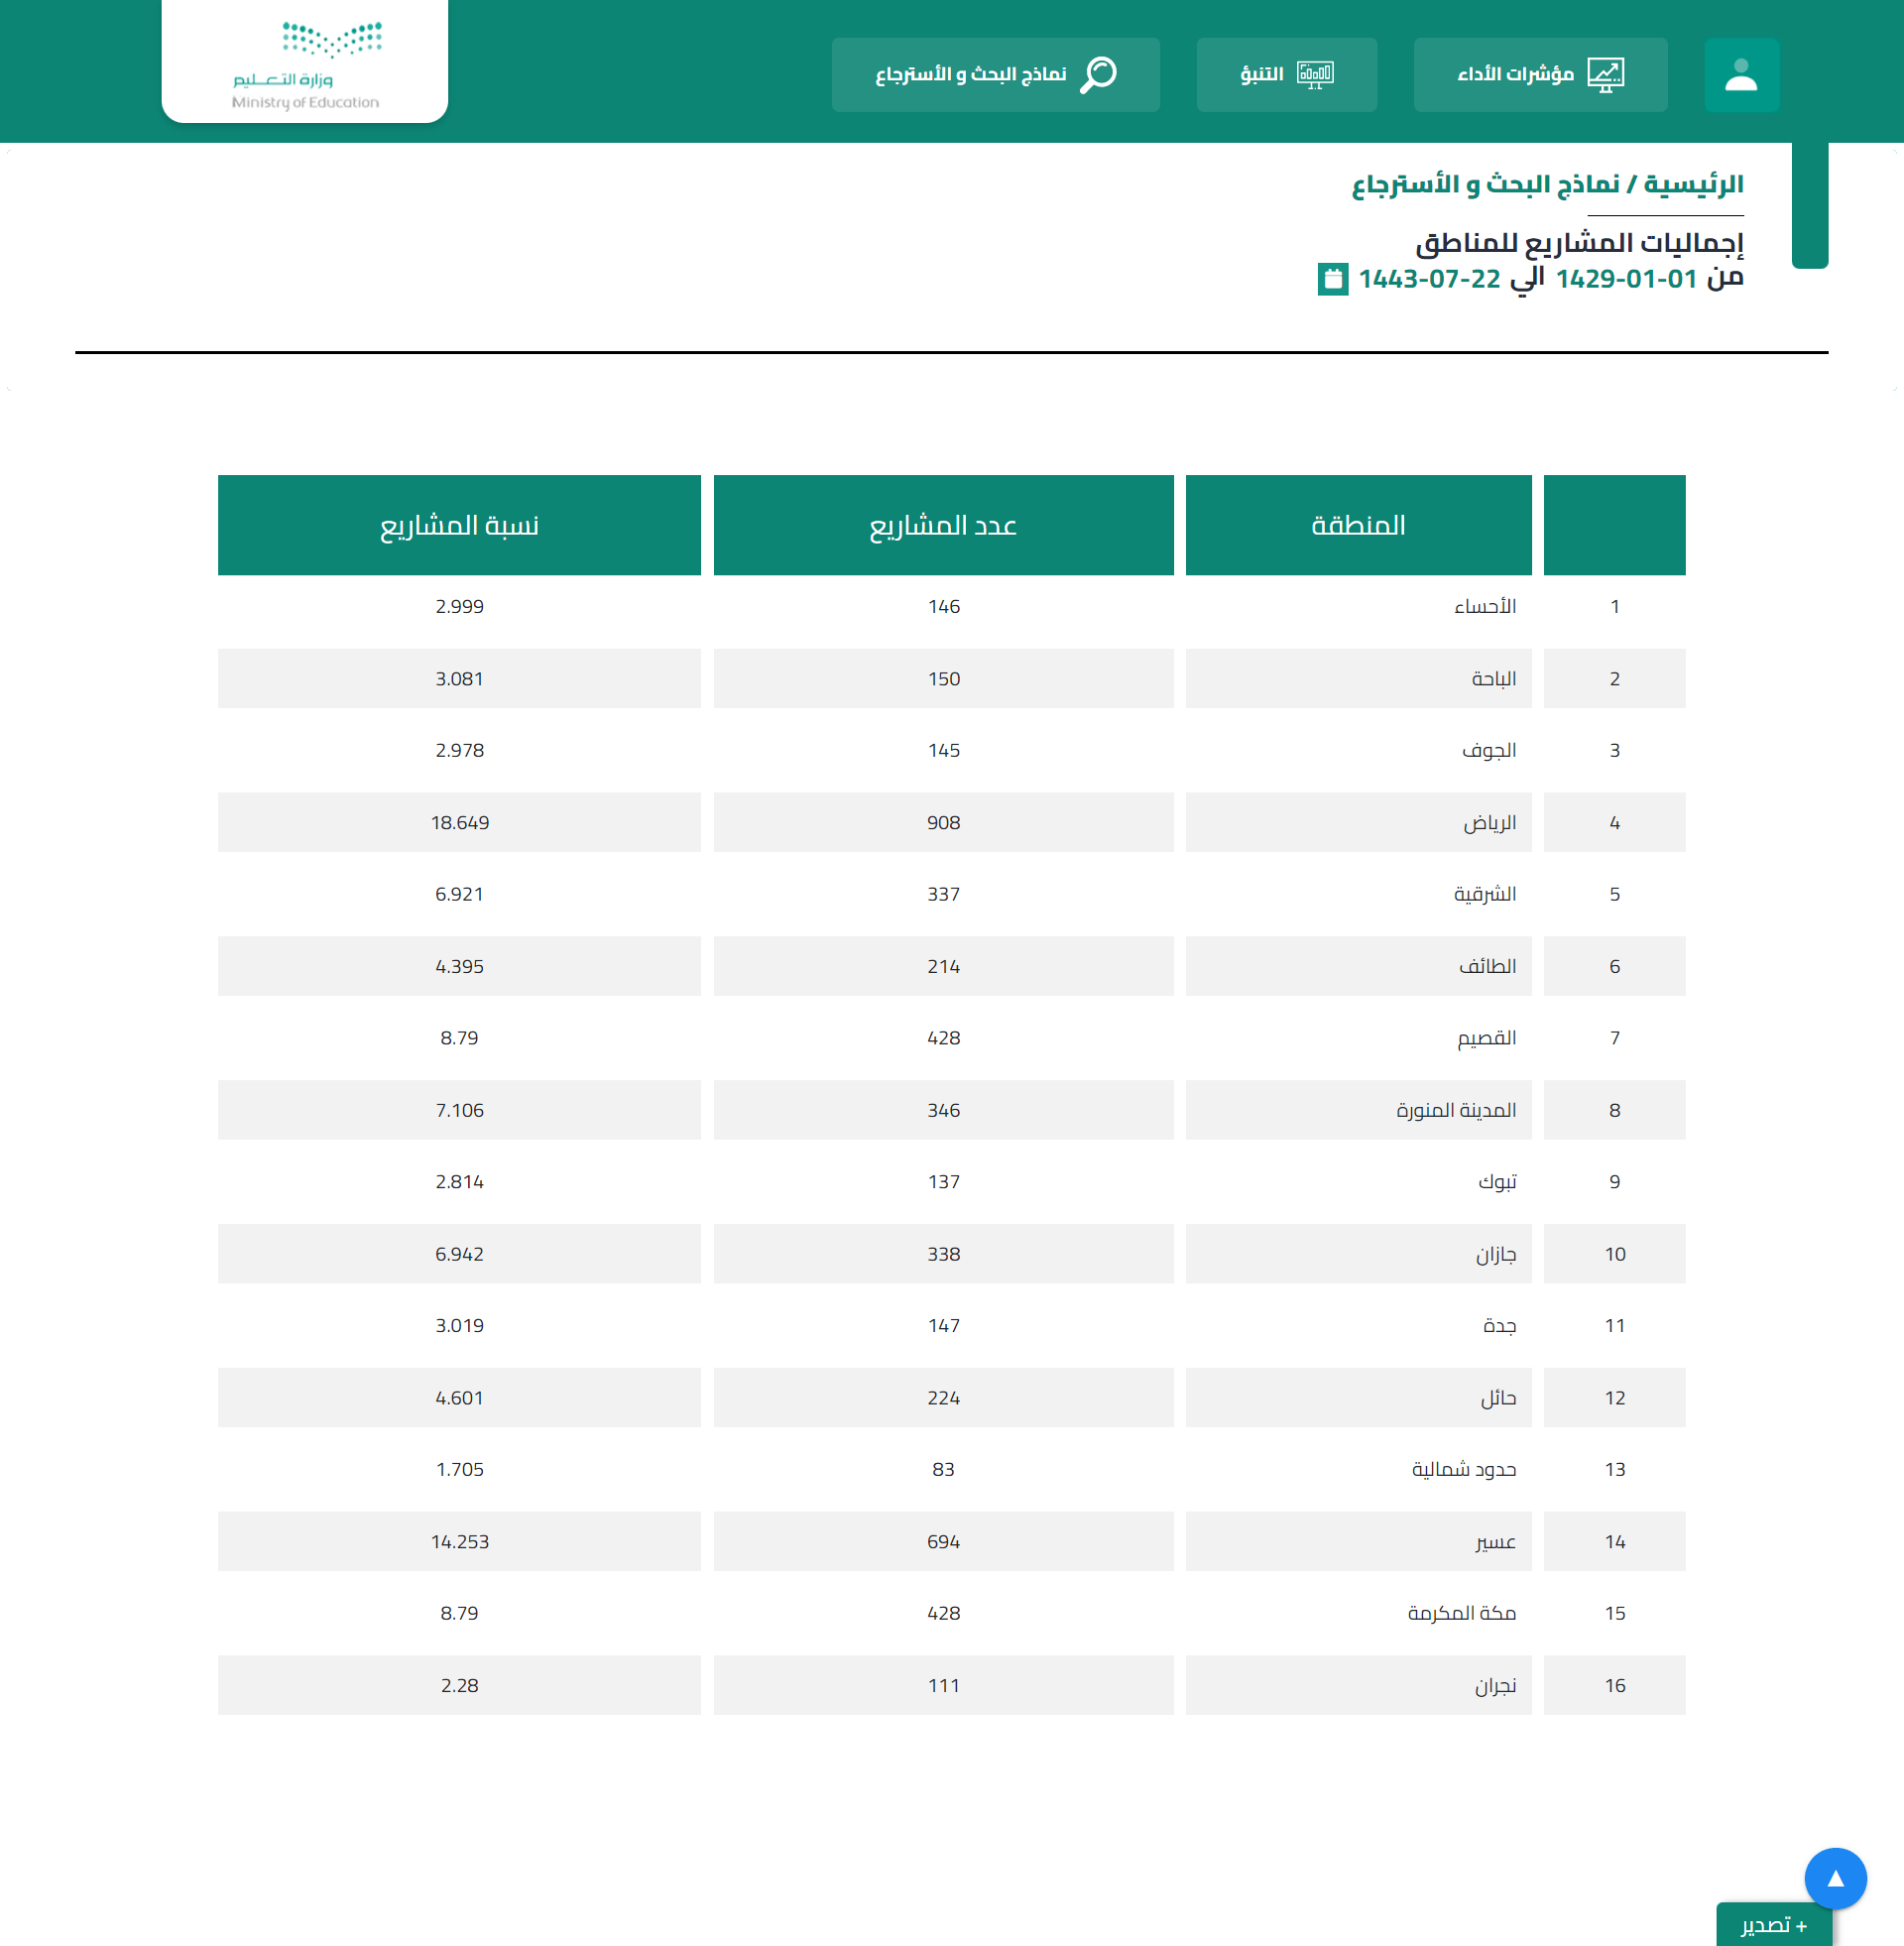 مؤشرات الأداء
التنبؤ
نماذج البحث و الأسترجاع
وزارة التعـــليم
Ministry of Education
الرئيسية / نماذج البحث و الأسترجاع
إجماليات المشاريع للمناطق
من 1429-01-01 الي 1443-07-22
المنطقة عدد المشاريع نسبة المشاريع
1 الأحساء 146 2.999
2 الباحة 150 3.081
3 الجوف 145 2.978
4 الرياض 908 18.649
5 الشرقية 337 6.921
6 الطائف 214 4.395
7 القصيم 428 8.79
8 المدينة المنورة 346 7.106
9 تبوك 137 2.814
10 جازان 338 6.942
11 جدة 147 3.019
12 حائل 224 4.601
13 حدود شمالية 83 1.705
14 عسير 694 14.253
15 مكة المكرمة 428 8.79
16 نجران 111 2.28
+ تصدير